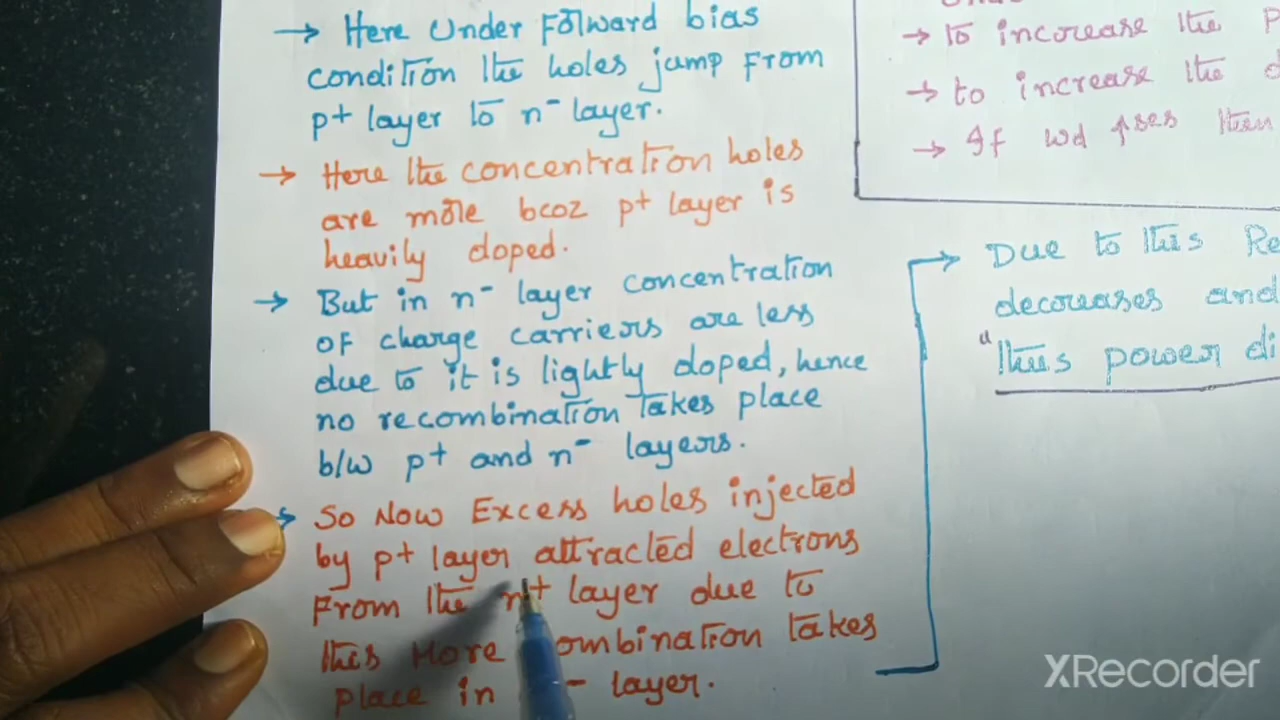 → Here Under Forward bias
condition the holes jump from
p+ layer to n- layer.
→ Here the concentration holes
are more bcoz p+ layer is
heavily doped.
→ But in n- layer concentration
of charge carriers are less
due to it is lightly doped, hence
no recombination takes place
b/w p+ and n- layers.
→ So Now Excess holes injected
by p+ layer attracted electrons
From the n+ layer due to
this More ombination takes
place in - layer.
→ to increase the P
→ to increase the
→ If wd ↑ses then
→ Due to this Re
decreases and
"this power di
XRecorder